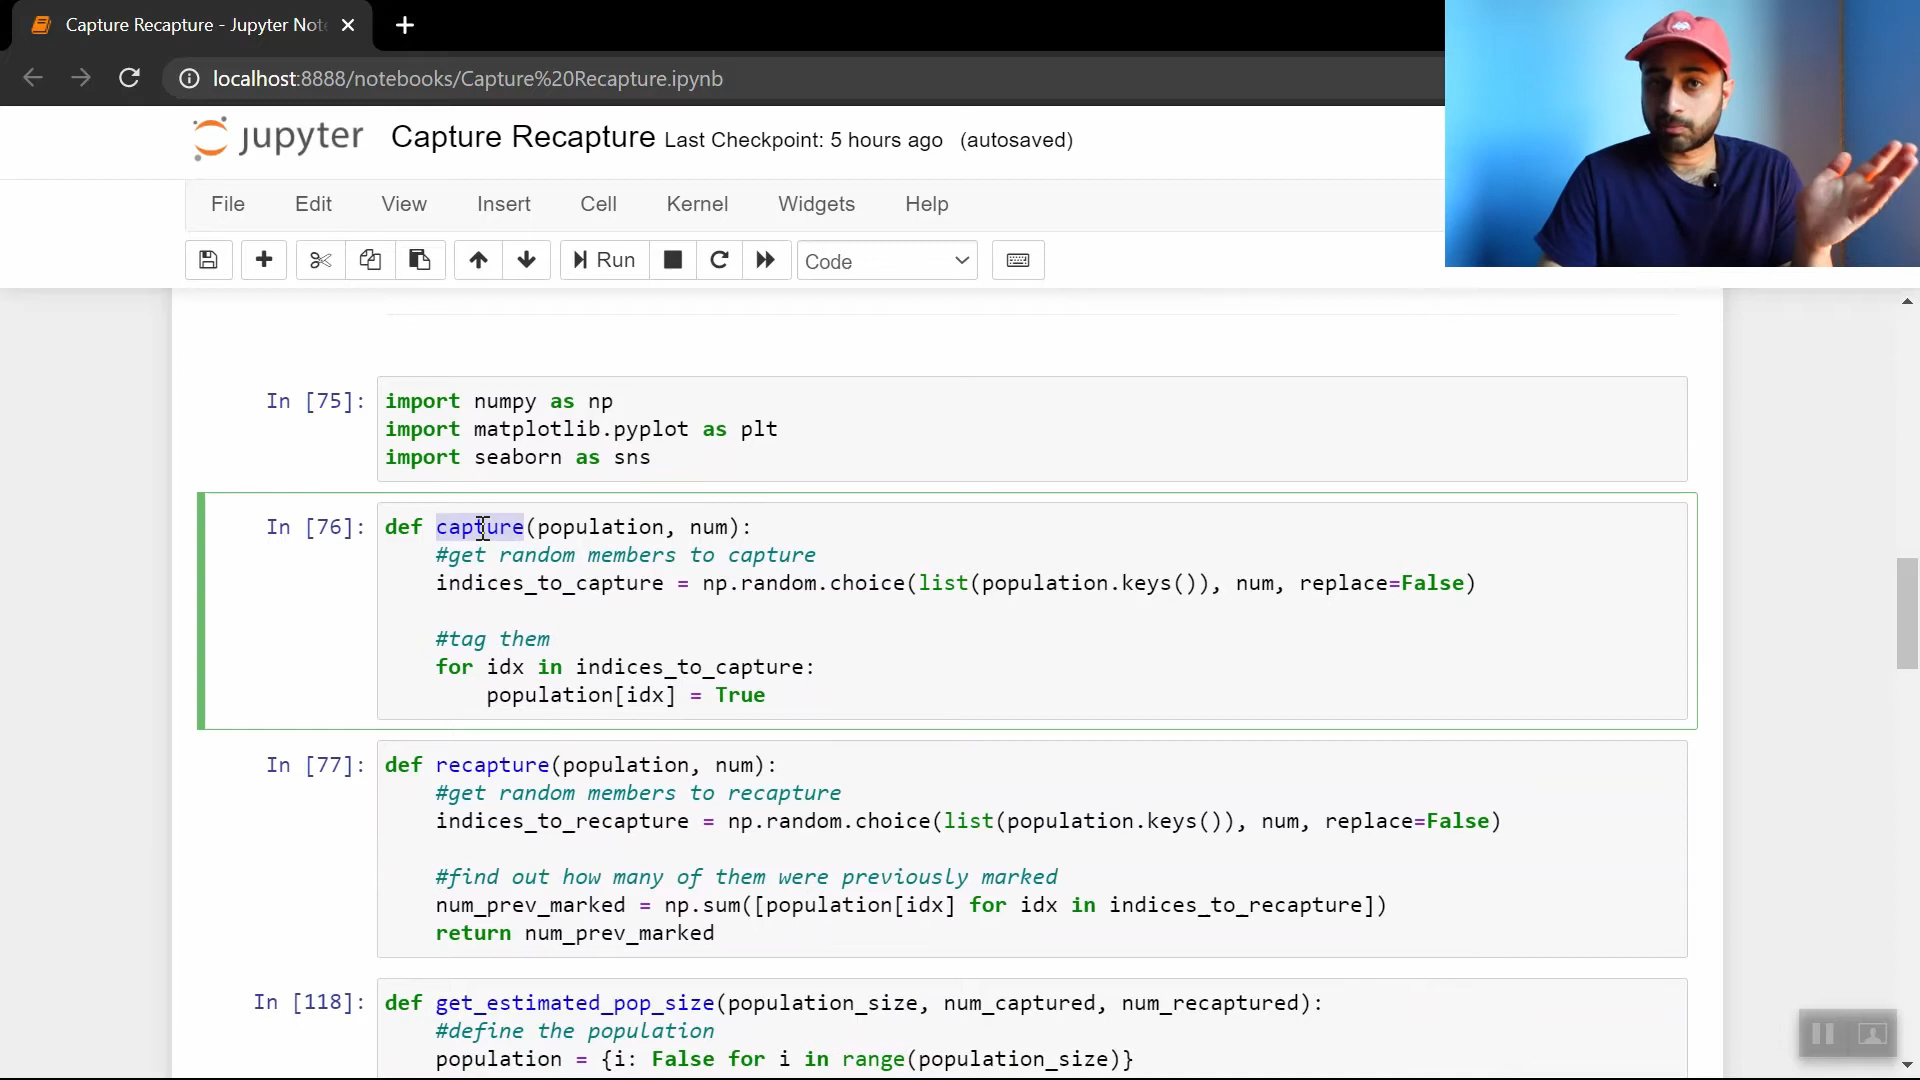 Capture Recapture - Jupyter Not
localhost:8888/notebooks/Capture%20Recapture.ipynb
jupyter Capture Recapture Last Checkpoint: 5 hours ago (autosaved)
File Edit View Insert Cell Kernel Widgets Help
Run Code
In [75]: import numpy as np
import matplotlib.pyplot as plt
import seaborn as sns
In [76]: def capture(population, num):
#get random members to capture
indices_to_capture = np.random.choice(list(population.keys()), num, replace=False)
#tag them
for idx in indices_to_capture:
population[idx] = True
In [77]: def recapture(population, num):
#get random members to recapture
indices_to_recapture = np.random.choice(list(population.keys()), num, replace=False)
#find out how many of them were previously marked
num_prev_marked = np.sum([population[idx] for idx in indices_to_recapture])
return num_prev_marked
In [118]: def get_estimated_pop_size(population_size, num_captured, num_recaptured):
#define the population
population = {i: False for i in range(population_size)}